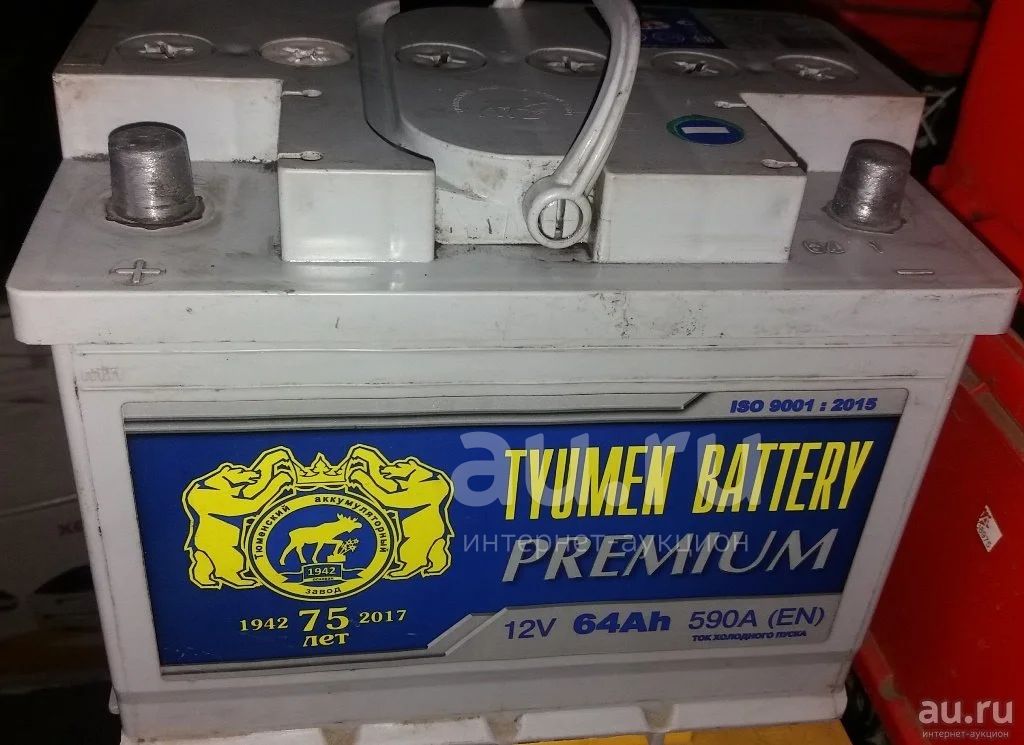 +
−
ISO 9001 : 2015
TYUMEN BATTERY
PREMIUM
12V 64Ah 590A (EN)
ТОК ХОЛОДНОГО ПУСКА
Тюменский аккумуляторный
завод
1942
1942 75 2017
лет
au.ru
интернет-аукцион
au.ru
интернет-аукцион